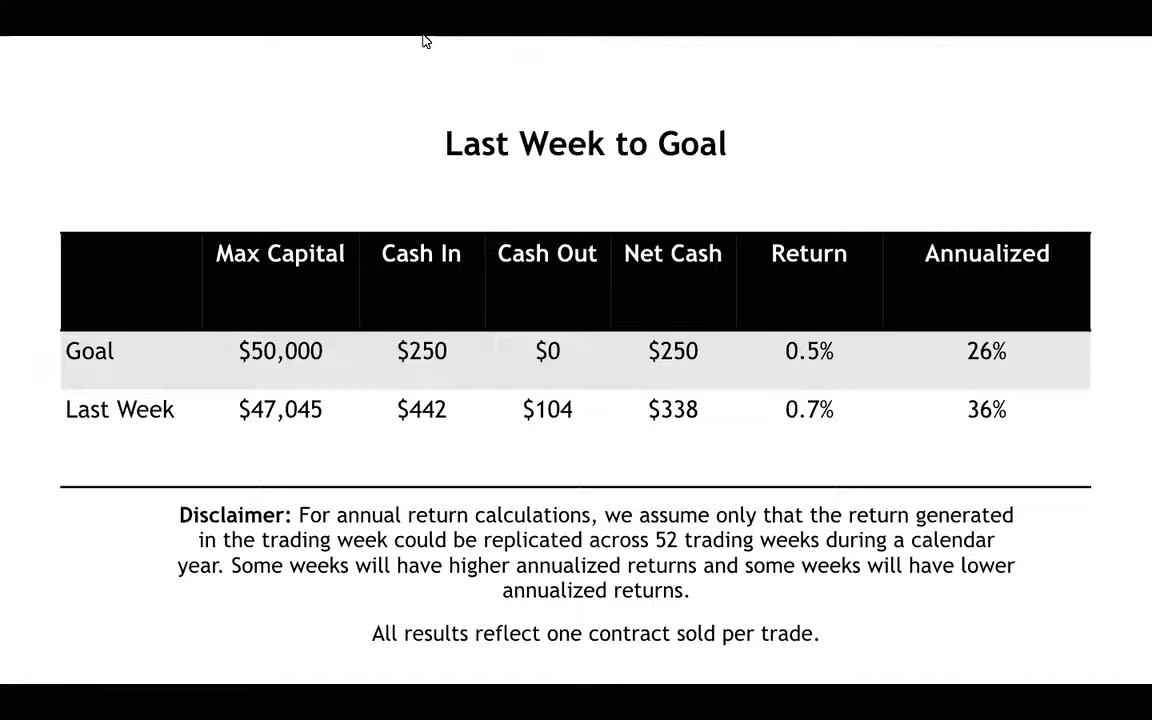 Last Week to Goal
Max Capital Cash In Cash Out Net Cash Return Annualized
Goal $50,000 $250 $0 $250 0.5% 26%
Last Week $47,045 $442 $104 $338 0.7% 36%
Disclaimer: For annual return calculations, we assume only that the return generated
in the trading week could be replicated across 52 trading weeks during a calendar
year. Some weeks will have higher annualized returns and some weeks will have lower
annualized returns.
All results reflect one contract sold per trade.